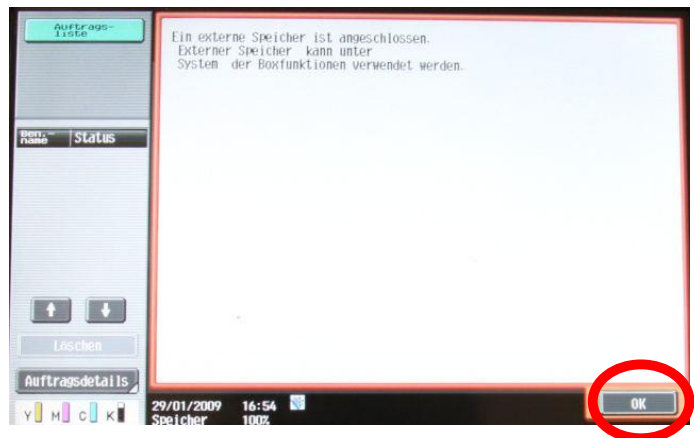 Auftrags-
liste
Ein externe Speicher ist angeschlossen.
Externer Speicher kann unter
System der Boxfunktionen verwendet werden.
Ben.-
name
Status
Löschen
Auftragsdetails
Y M C K
29/01/2009 16:54
Speicher 100%
OK